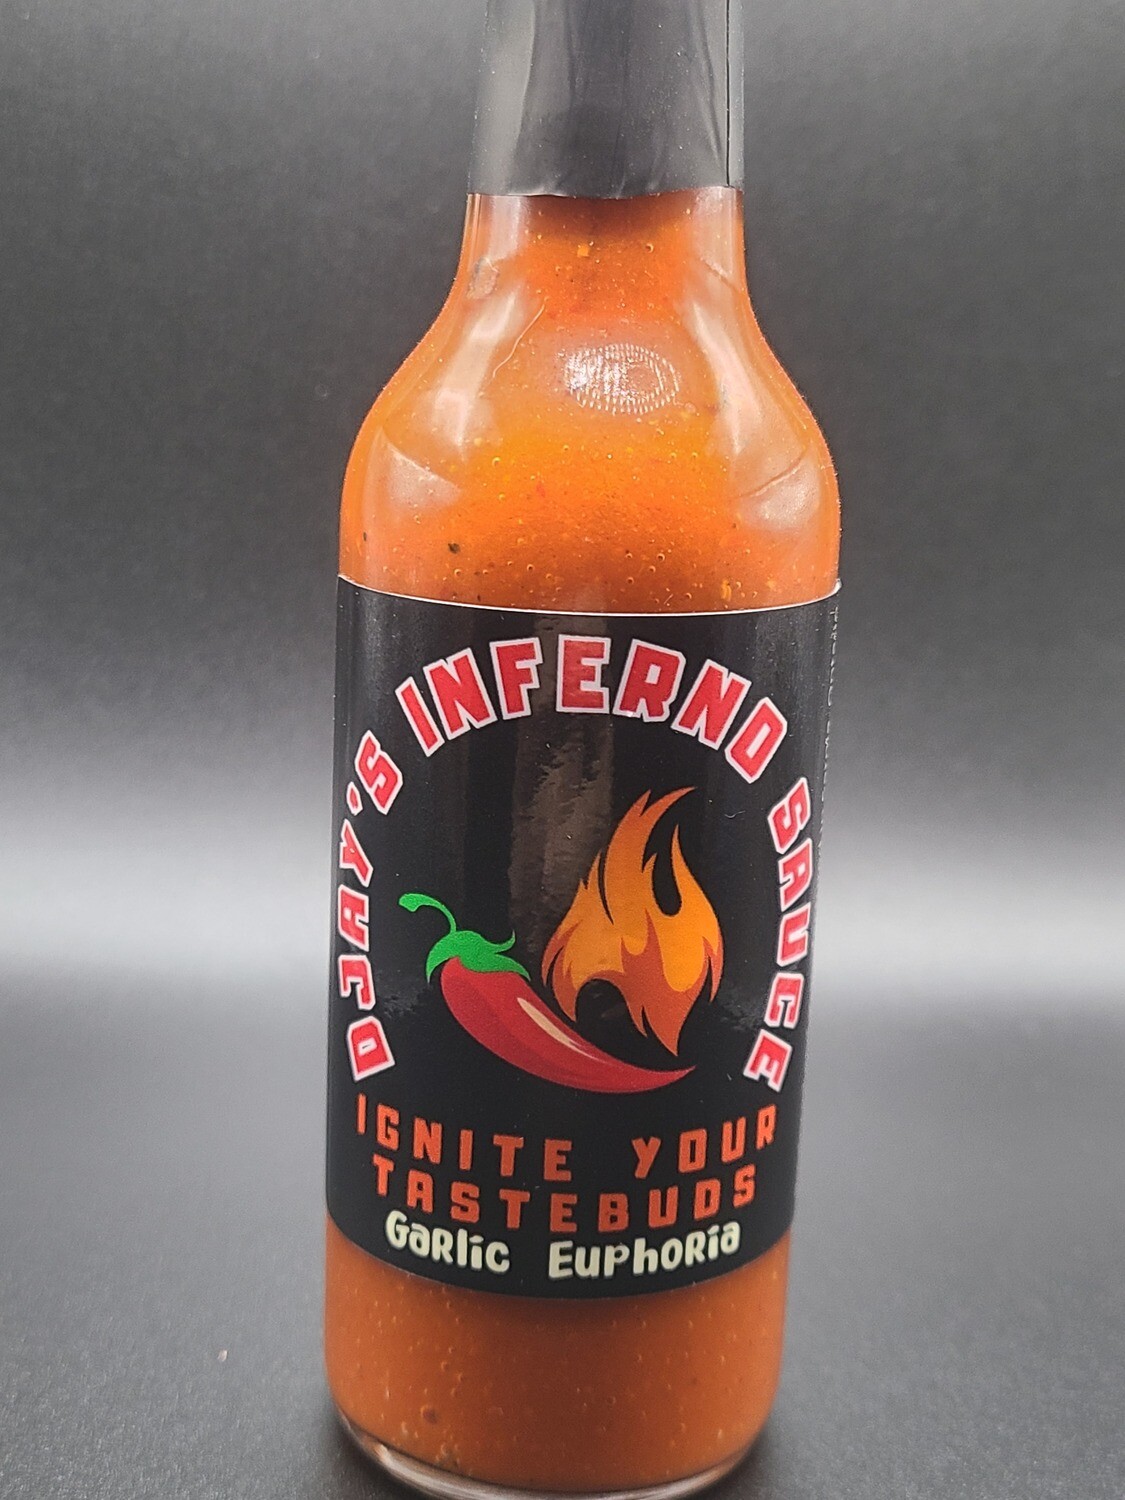 DJAY'S INFERNO SAUCE
IGNITE YOUR
TASTEBUDS
Garlic Euphoria